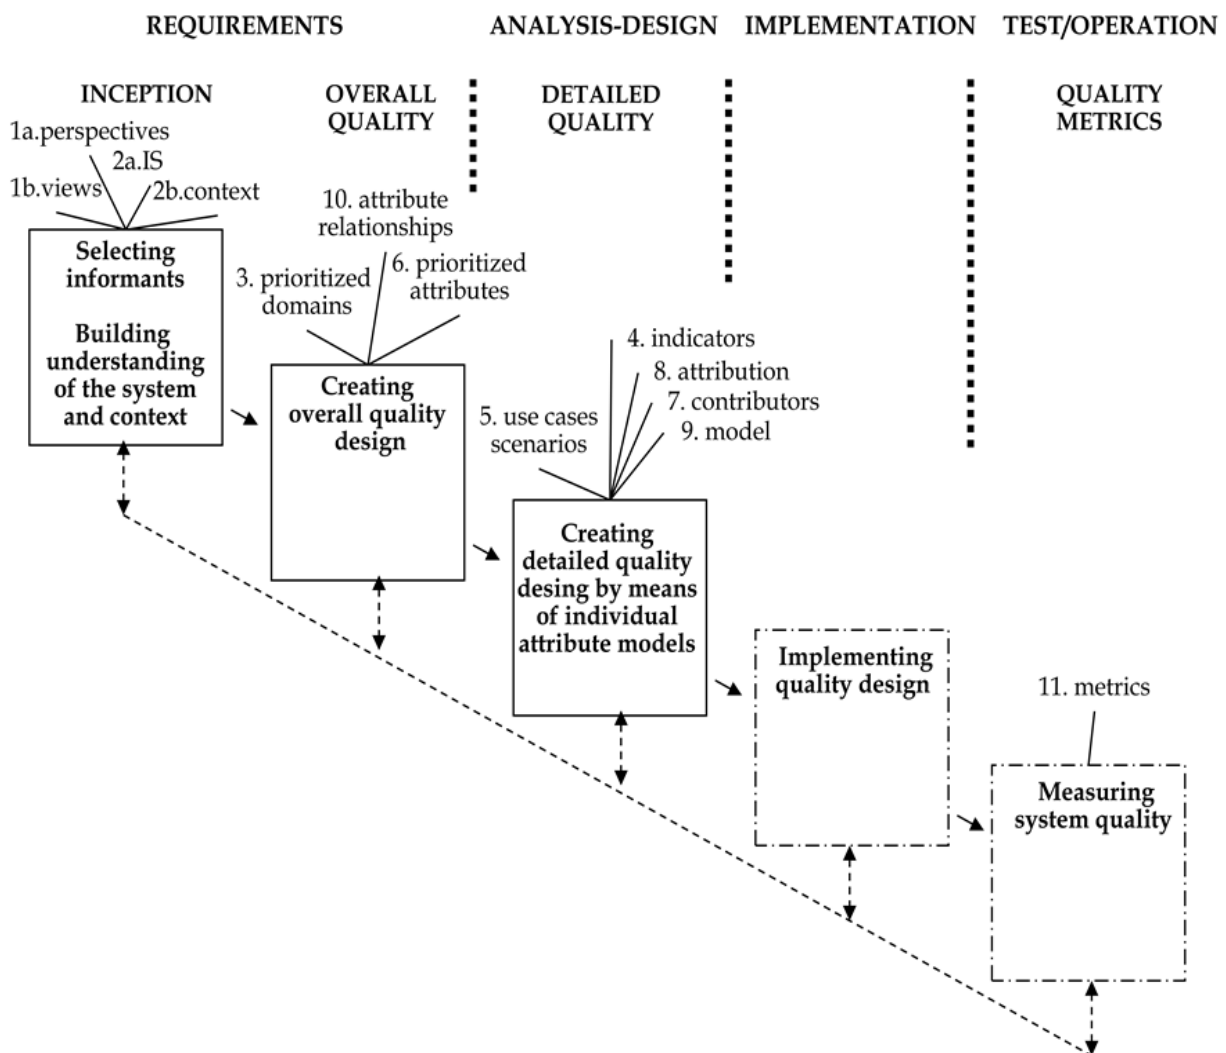 REQUIREMENTS
ANALYSIS-DESIGN
IMPLEMENTATION
TEST/OPERATION
INCEPTION
OVERALL
QUALITY
DETAILED
QUALITY
QUALITY
METRICS
1a.perspectives
2a.IS
1b.views
2b.context
Selecting
informants
Building
understanding
of the system
and context
10. attribute
relationships
3. prioritized
domains
6. prioritized
attributes
Creating
overall quality
design
4. indicators
8. attribution
7. contributors
9. model
5. use cases
scenarios
Creating
detailed quality
desing by means
of individual
attribute models
Implementing
quality design
11. metrics
Measuring
system quality